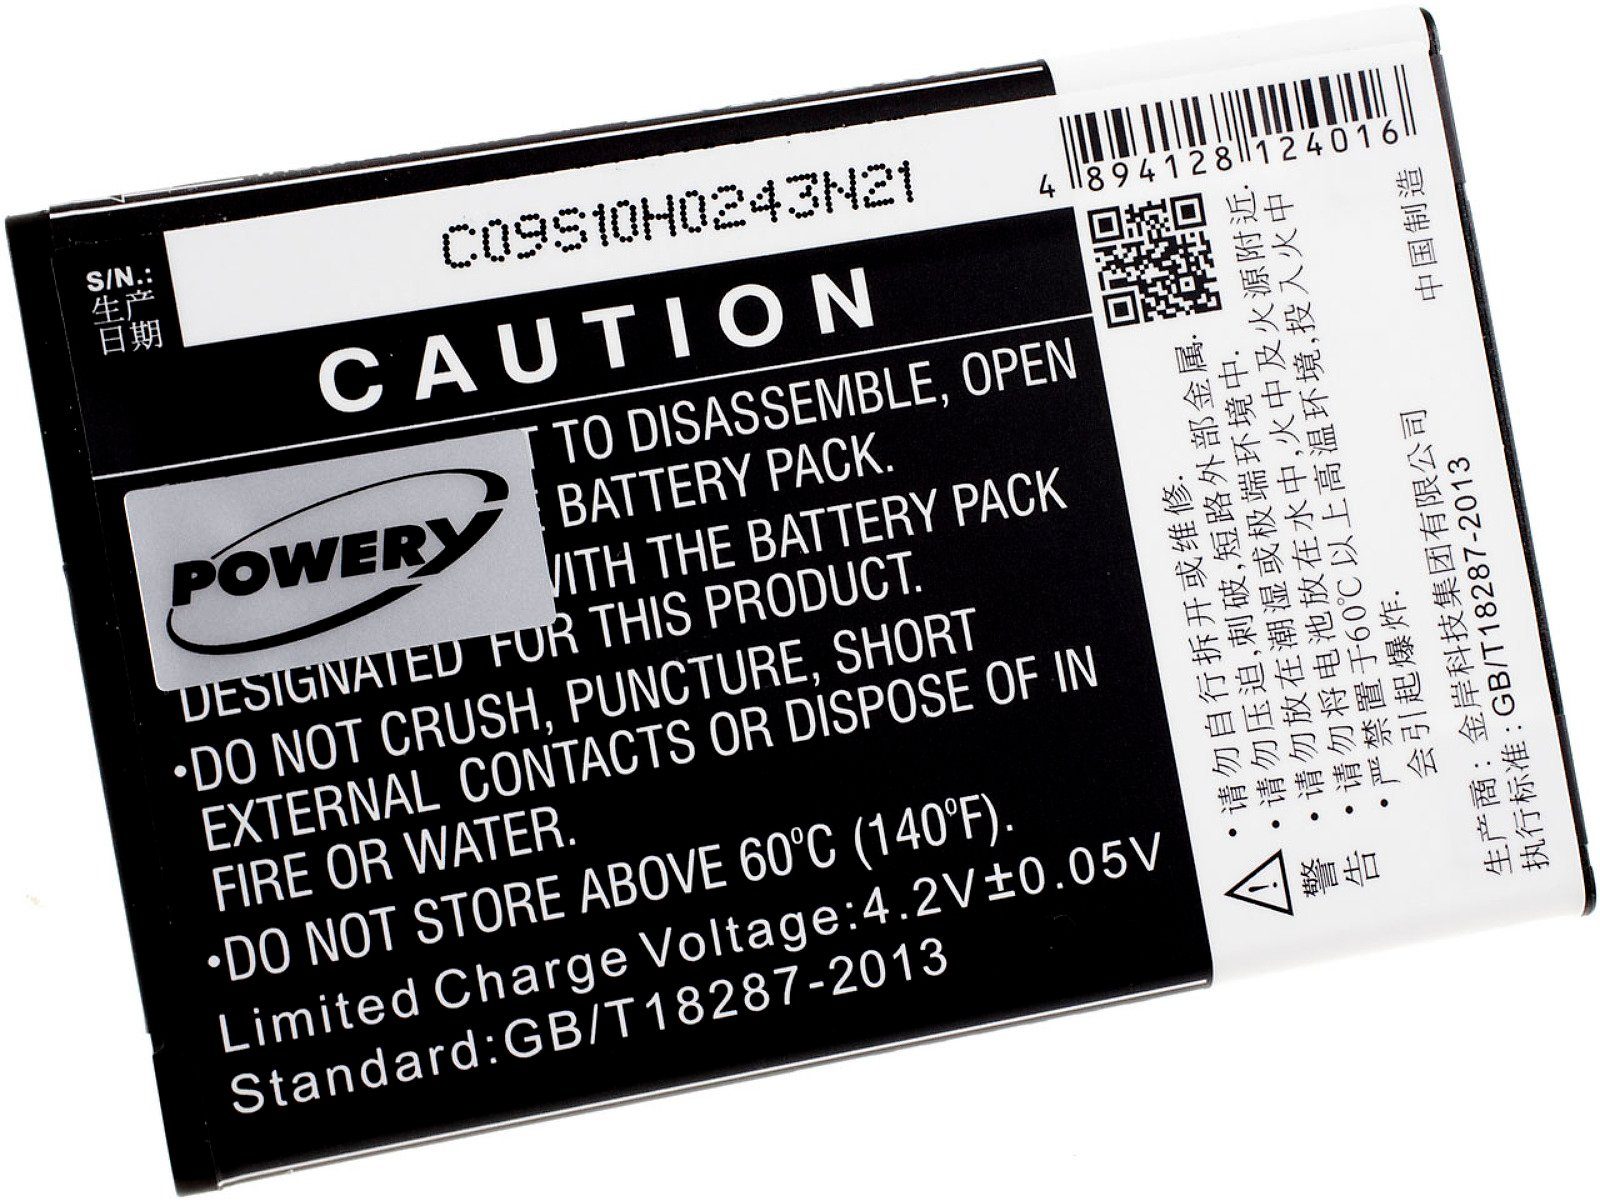 S/N.:
生产
日期
C09S10H0243N21
CAUTION
TO DISASSEMBLE, OPEN
BATTERY PACK.
WITH THE BATTERY PACK
DESIGNATED FOR THIS PRODUCT.
•DO NOT CRUSH, PUNCTURE, SHORT
EXTERNAL CONTACTS OR DISPOSE OF IN
FIRE OR WATER.
•DO NOT STORE ABOVE 60°C (140°F).
Limited Charge Voltage:4.2V±0.05V
Standard:GB/T18287-2013
POWERY
4 894128 124016
警
告
•请勿自行拆开或维修.
•请勿压迫,刺破,短路外部金属.
•请勿放在潮湿或极端环境中.
•请勿将电池放在水中,火中及火源附近.
•严禁置于60℃以上高温环境,投入火中
会引起爆炸.
生产商：金岸科技集团有限公司
执行标准:GB/T18287-2013
中国制造